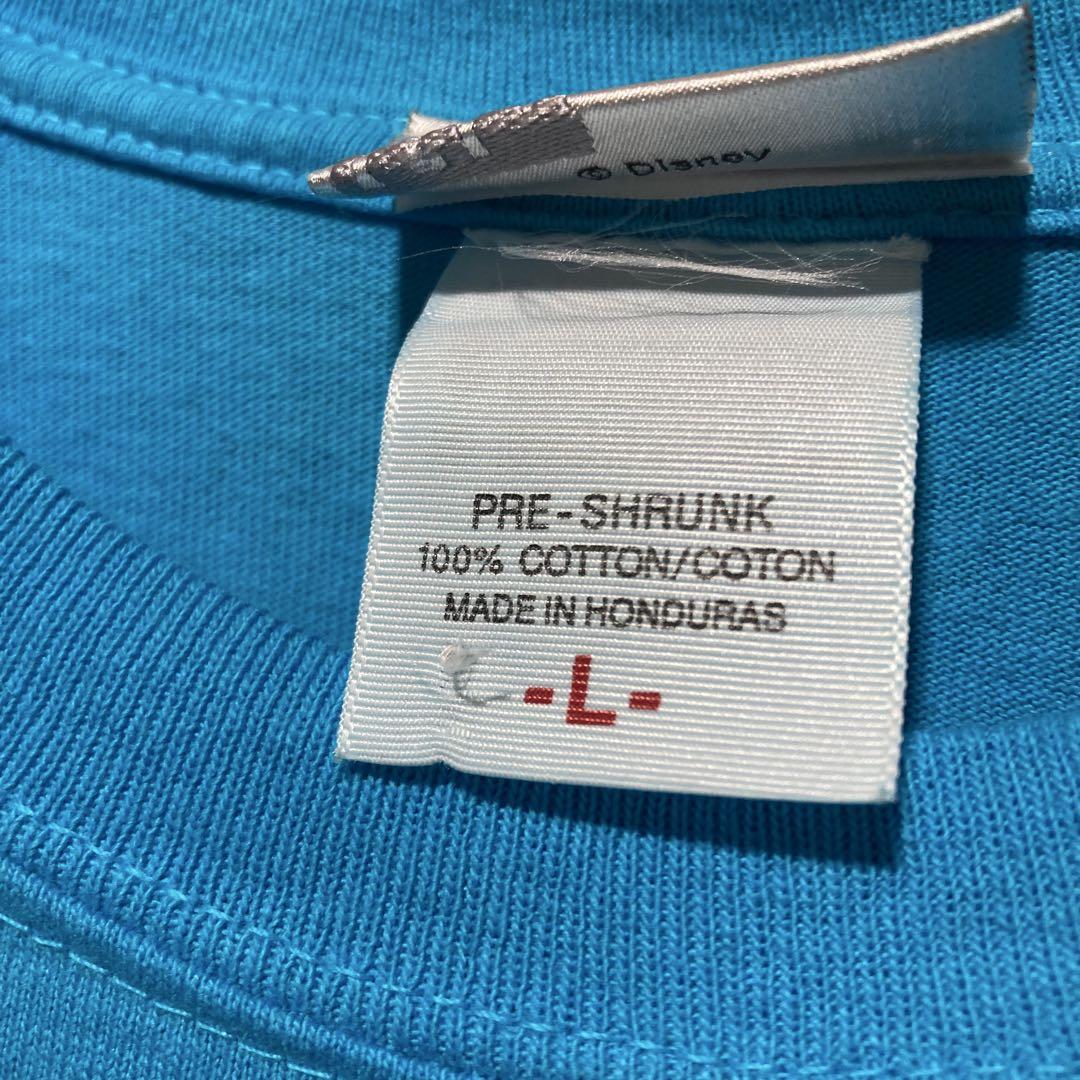 © Disney
PRE-SHRUNK
100% COTTON/COTON
MADE IN HONDURAS
-L-